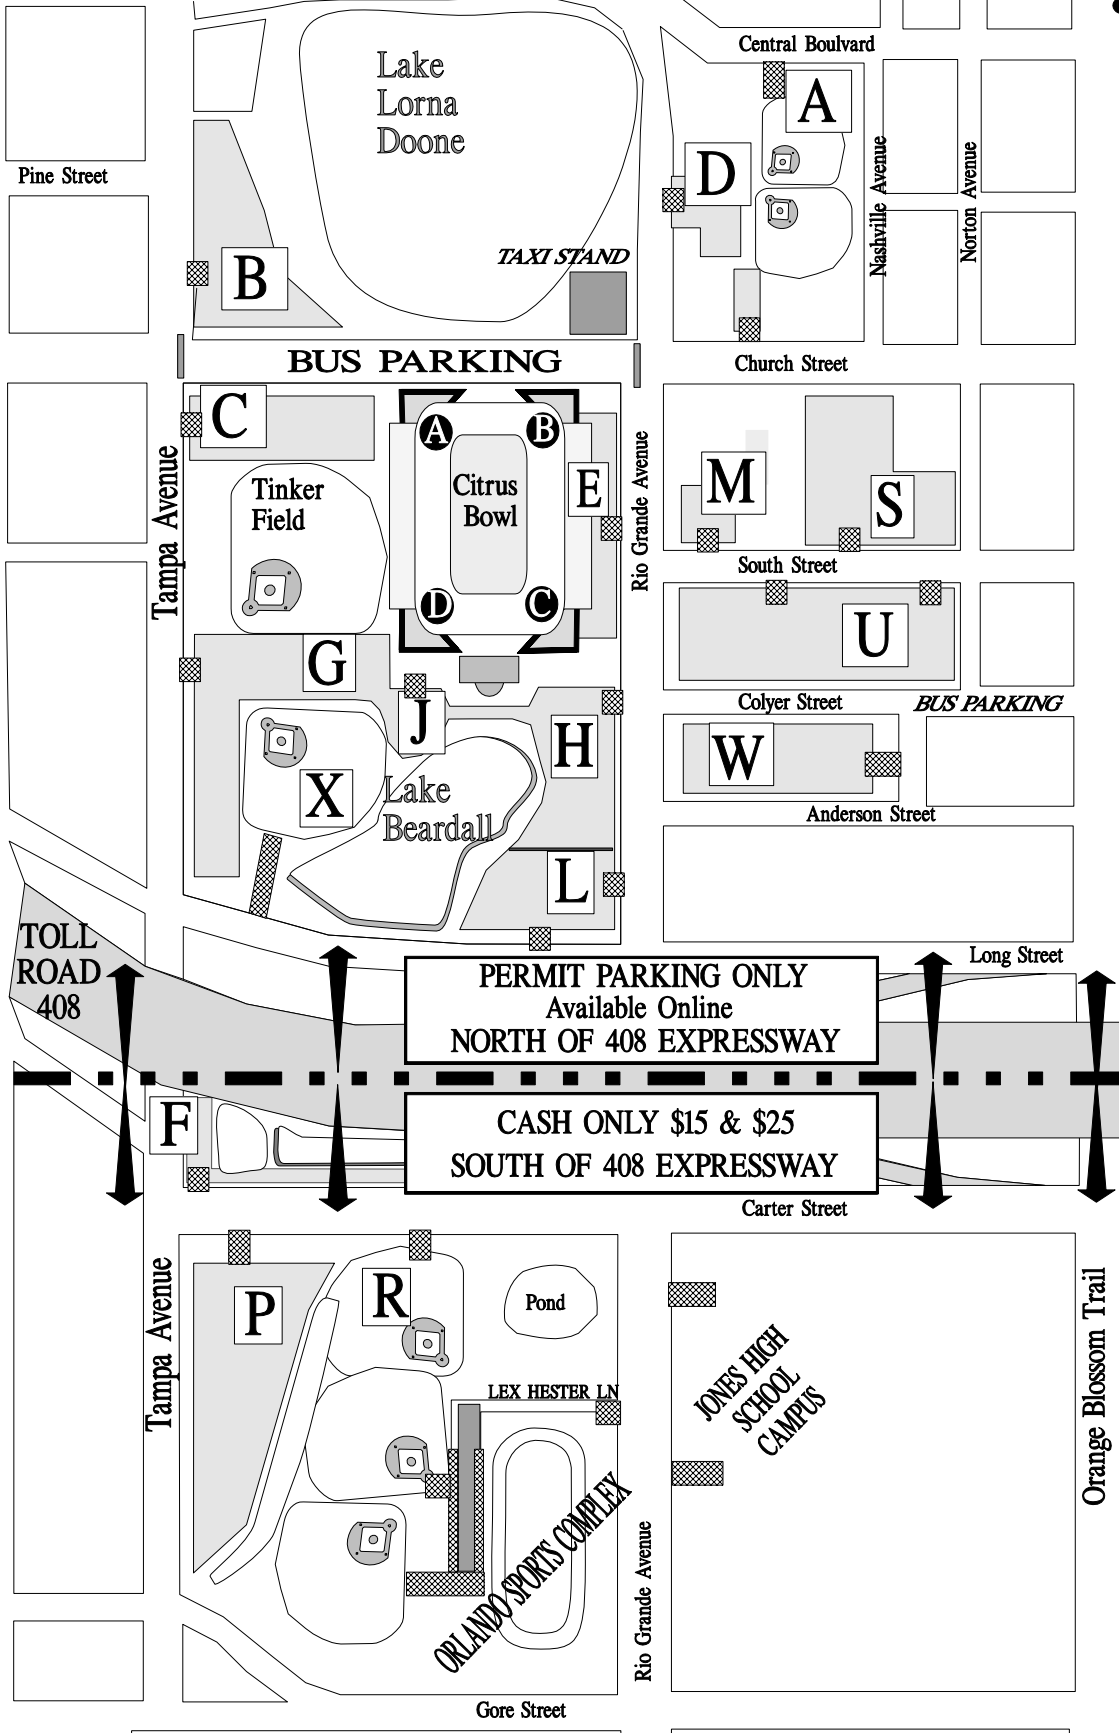 Central Boulvard
Lake
Lorna
Doone
A
Pine Street
D
Nashville Avenue
Norton Avenue
B
TAXI STAND
BUS PARKING
Church Street
C
A
B
Tampa Avenue
Tinker
Field
Citrus
Bowl
E
Rio Grande Avenue
M
S
South Street
D
C
G
U
J
Colyer Street
BUS PARKING
H
W
X
Lake
Beardall
Anderson Street
L
TOLL
ROAD
408
Long Street
PERMIT PARKING ONLY
Available Online
NORTH OF 408 EXPRESSWAY
F
CASH ONLY $15 & $25
SOUTH OF 408 EXPRESSWAY
Carter Street
Tampa Avenue
P
R
Pond
JONES HIGH
SCHOOL
CAMPUS
Orange Blossom Trail
LEX HESTER LN
ORLANDO SPORTS COMPLEX
Rio Grande Avenue
Gore Street